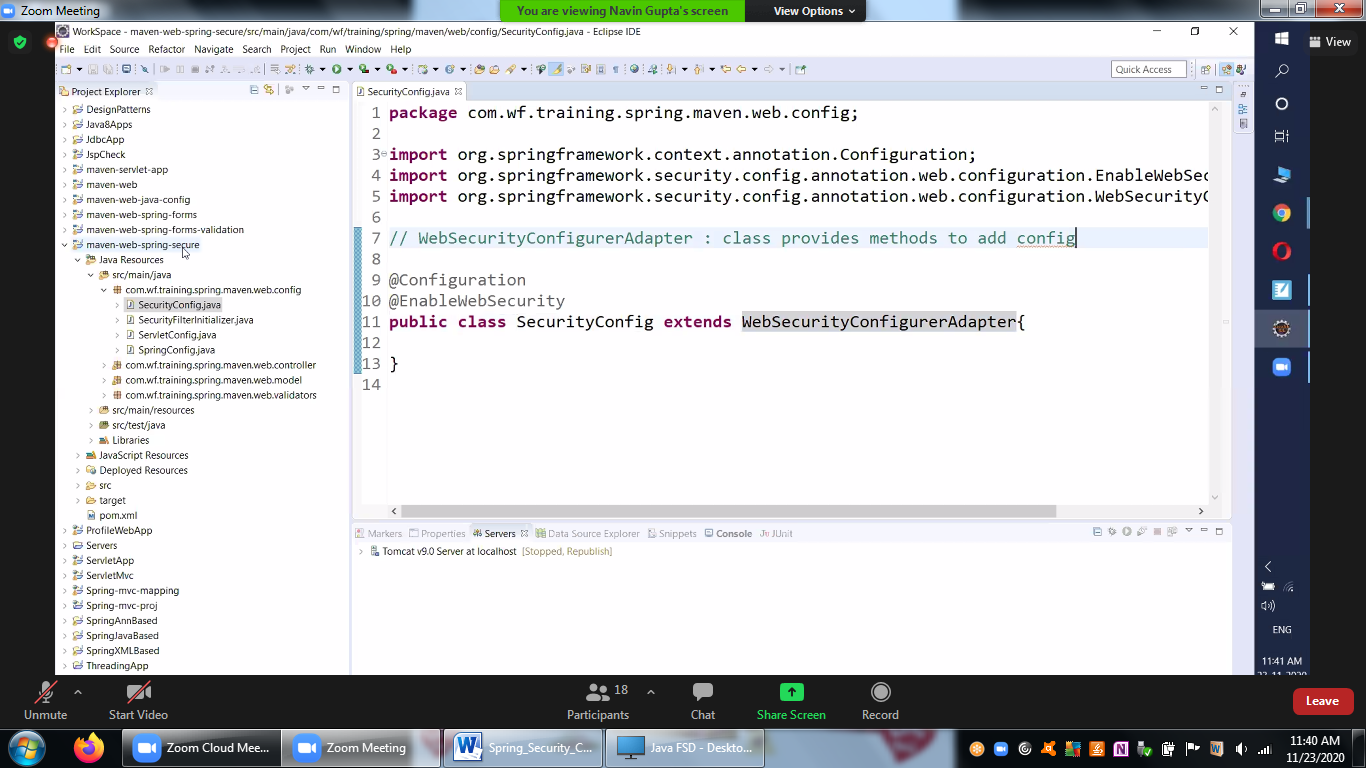 Zoom Meeting
You are viewing Navin Gupta's screen
View Options
View
WorkSpace - maven-web-spring-secure/src/main/java/com/wf/training/spring/maven/web/config/SecurityConfig.java - Eclipse IDE
File Edit Source Refactor Navigate Search Project Run Window Help
Quick Access
Project Explorer
DesignPatterns
Java8Apps
JdbcApp
JspCheck
maven-servlet-app
maven-web
maven-web-java-config
maven-web-spring-forms
maven-web-spring-forms-validation
maven-web-spring-secure
Java Resources
src/main/java
com.wf.training.spring.maven.web.config
SecurityConfig.java
SecurityFilterInitializer.java
ServletConfig.java
SpringConfig.java
com.wf.training.spring.maven.web.controller
com.wf.training.spring.maven.web.model
com.wf.training.spring.maven.web.validators
src/main/resources
src/test/java
Libraries
JavaScript Resources
Deployed Resources
src
target
pom.xml
ProfileWebApp
Servers
ServletApp
ServletMvc
Spring-mvc-mapping
Spring-mvc-proj
SpringAnnBased
SpringJavaBased
SpringXMLBased
ThreadingApp
SecurityConfig.java
1 package com.wf.training.spring.maven.web.config;
2
3 import org.springframework.context.annotation.Configuration;
4 import org.springframework.security.config.annotation.web.configuration.EnableWebSec
5 import org.springframework.security.config.annotation.web.configuration.WebSecurityC
6
7 // WebSecurityConfigurerAdapter : class provides methods to add config
8
9 @Configuration
10 @EnableWebSecurity
11 public class SecurityConfig extends WebSecurityConfigurerAdapter{
12
13 }
14
Markers Properties Servers Data Source Explorer Snippets Console JUnit
Tomcat v9.0 Server at localhost [Stopped, Republish]
ENG
11:41 AM
Unmute
Start Video
18
Participants
Chat
Share Screen
Record
Leave
Zoom Cloud Mee...
Zoom Meeting
Spring_Security_C...
Java FSD - Deskto...
11:40 AM
11/23/2020